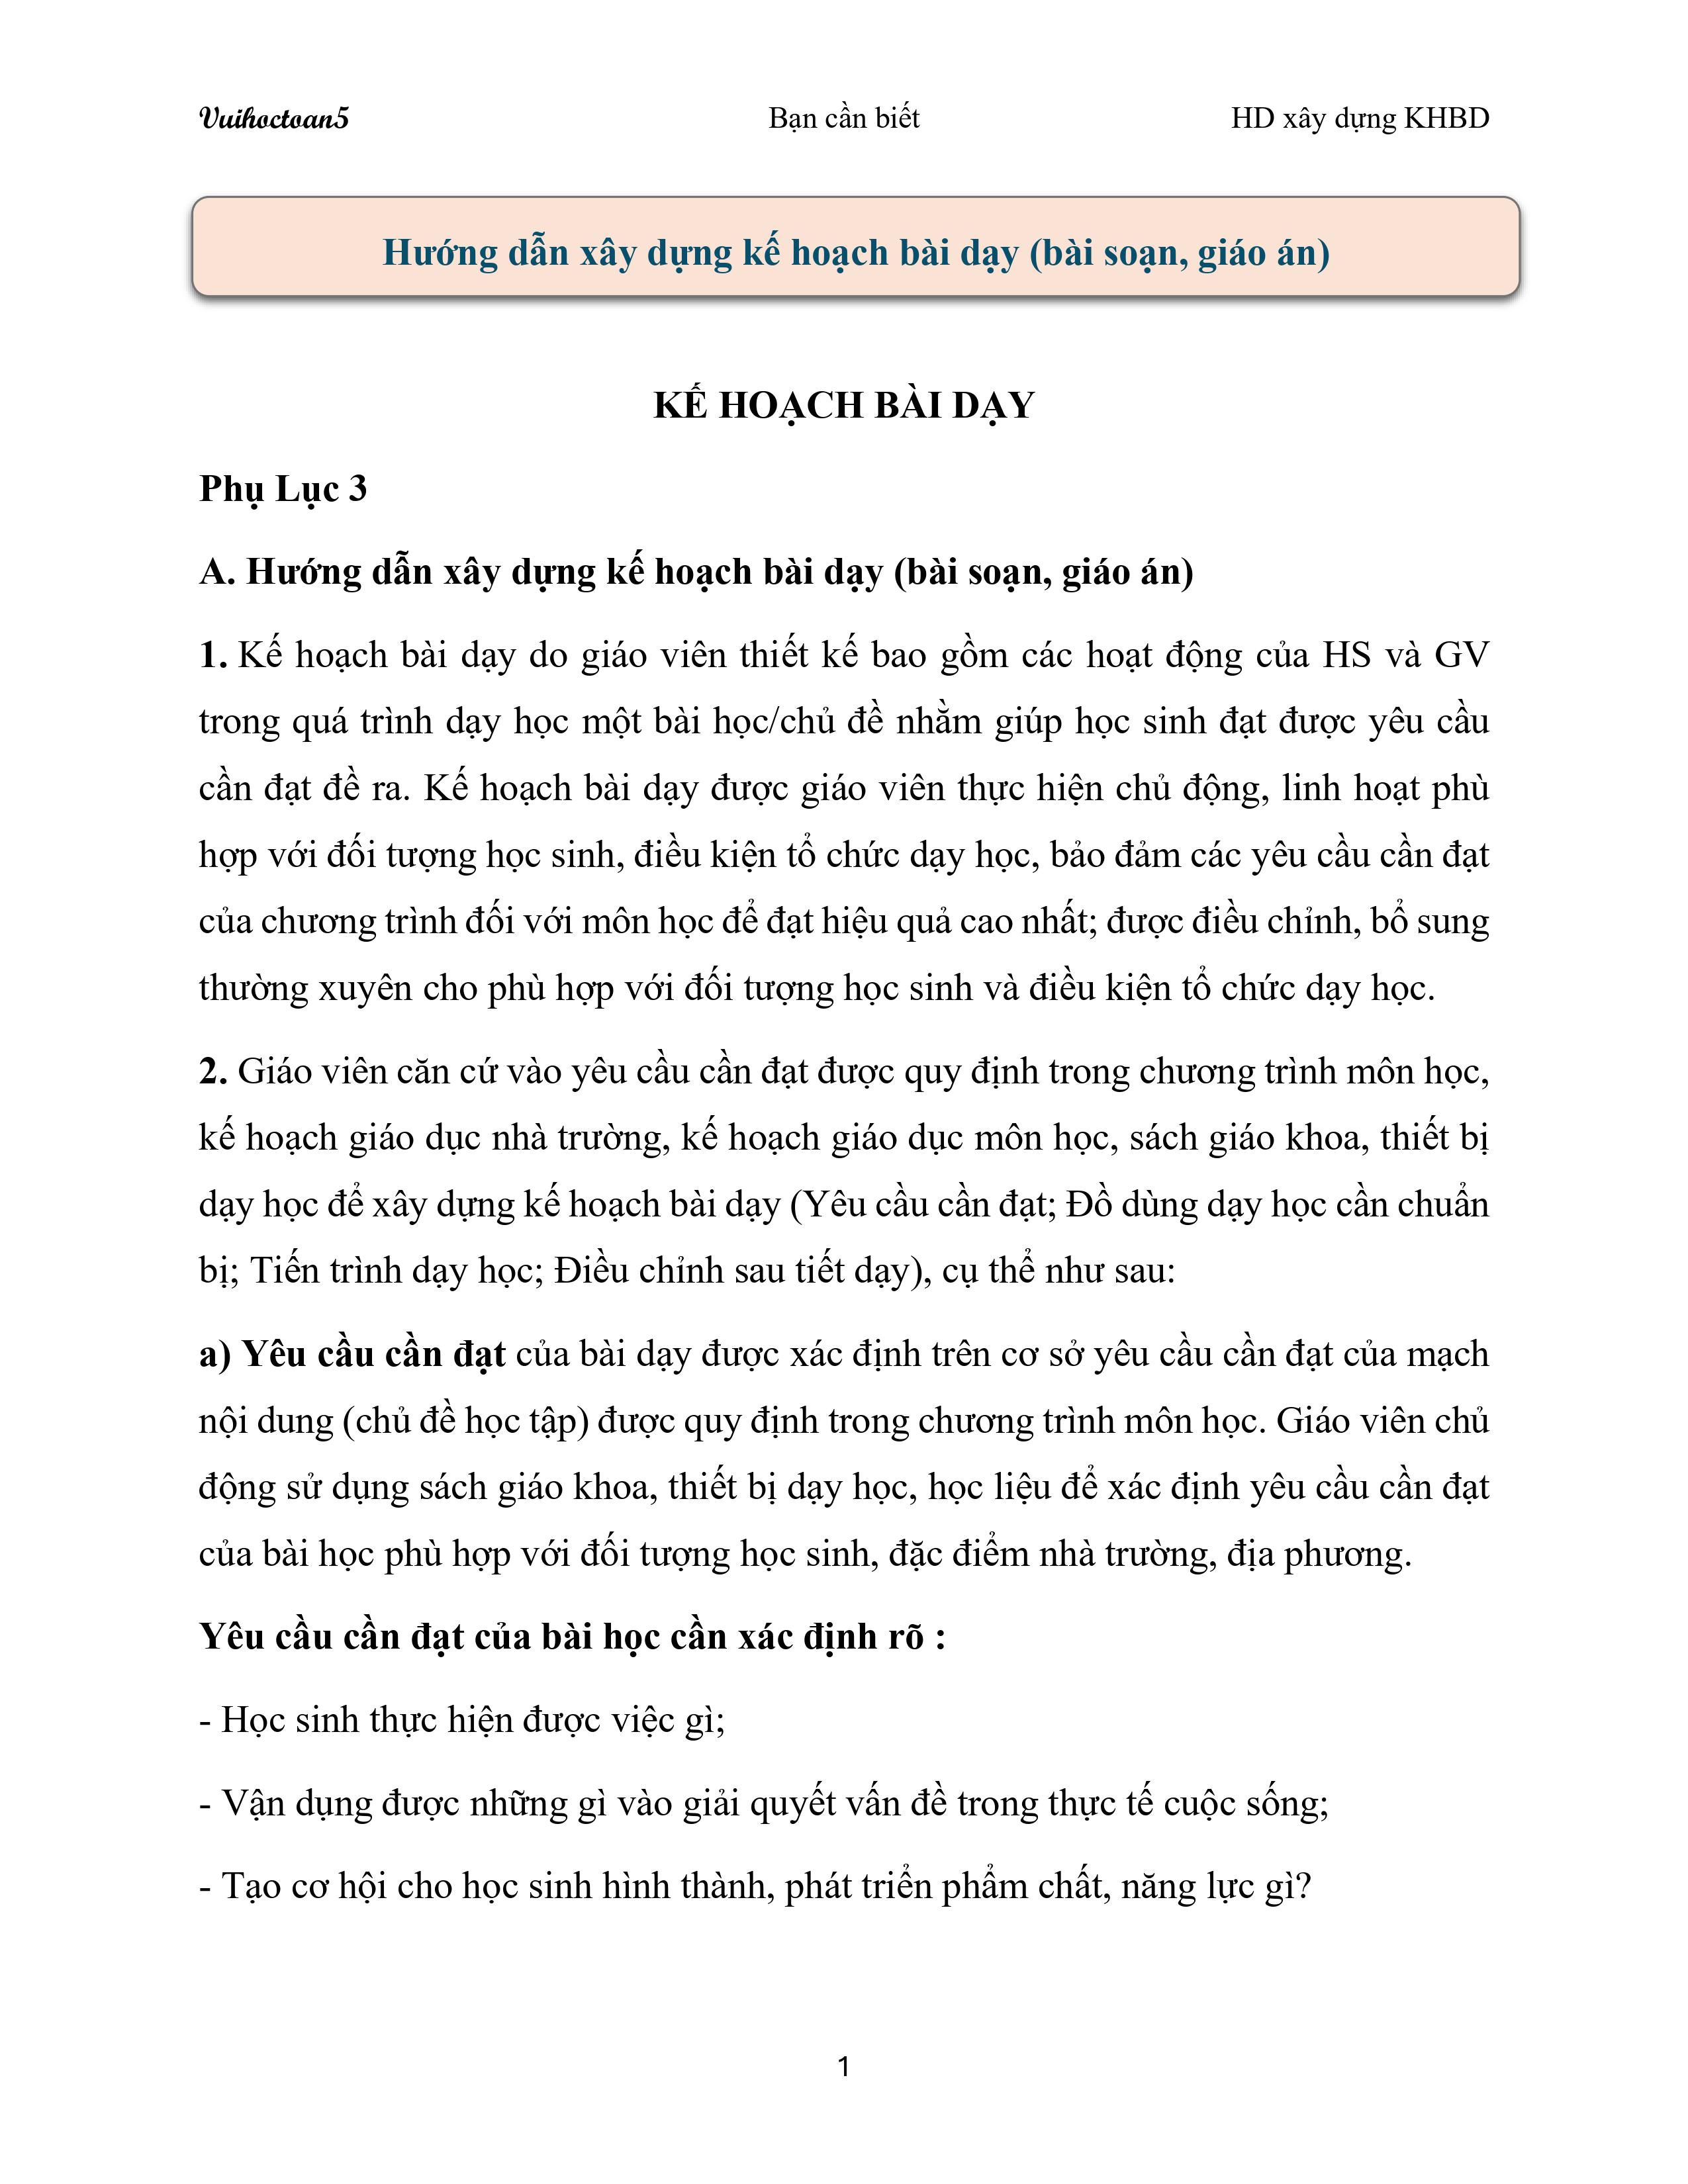 Vuihoctoan5 Bạn cần biết HD xây dựng KHBD
Hướng dẫn xây dựng kế hoạch bài dạy (bài soạn, giáo án)
KẾ HOẠCH BÀI DẠY
Phụ Lục 3
A. Hướng dẫn xây dựng kế hoạch bài dạy (bài soạn, giáo án)
1. Kế hoạch bài dạy do giáo viên thiết kế bao gồm các hoạt động của HS và GV
trong quá trình dạy học một bài học/chủ đề nhằm giúp học sinh đạt được yêu cầu
cần đạt đề ra. Kế hoạch bài dạy được giáo viên thực hiện chủ động, linh hoạt phù
hợp với đối tượng học sinh, điều kiện tổ chức dạy học, bảo đảm các yêu cầu cần đạt
của chương trình đối với môn học để đạt hiệu quả cao nhất; được điều chỉnh, bổ sung
thường xuyên cho phù hợp với đối tượng học sinh và điều kiện tổ chức dạy học.
2. Giáo viên căn cứ vào yêu cầu cần đạt được quy định trong chương trình môn học,
kế hoạch giáo dục nhà trường, kế hoạch giáo dục môn học, sách giáo khoa, thiết bị
dạy học để xây dựng kế hoạch bài dạy (Yêu cầu cần đạt; Đồ dùng dạy học cần chuẩn
bị; Tiến trình dạy học; Điều chỉnh sau tiết dạy), cụ thể như sau:
a) Yêu cầu cần đạt của bài dạy được xác định trên cơ sở yêu cầu cần đạt của mạch
nội dung (chủ đề học tập) được quy định trong chương trình môn học. Giáo viên chủ
động sử dụng sách giáo khoa, thiết bị dạy học, học liệu để xác định yêu cầu cần đạt
của bài học phù hợp với đối tượng học sinh, đặc điểm nhà trường, địa phương.
Yêu cầu cần đạt của bài học cần xác định rõ :
- Học sinh thực hiện được việc gì;
- Vận dụng được những gì vào giải quyết vấn đề trong thực tế cuộc sống;
- Tạo cơ hội cho học sinh hình thành, phát triển phẩm chất, năng lực gì?
1